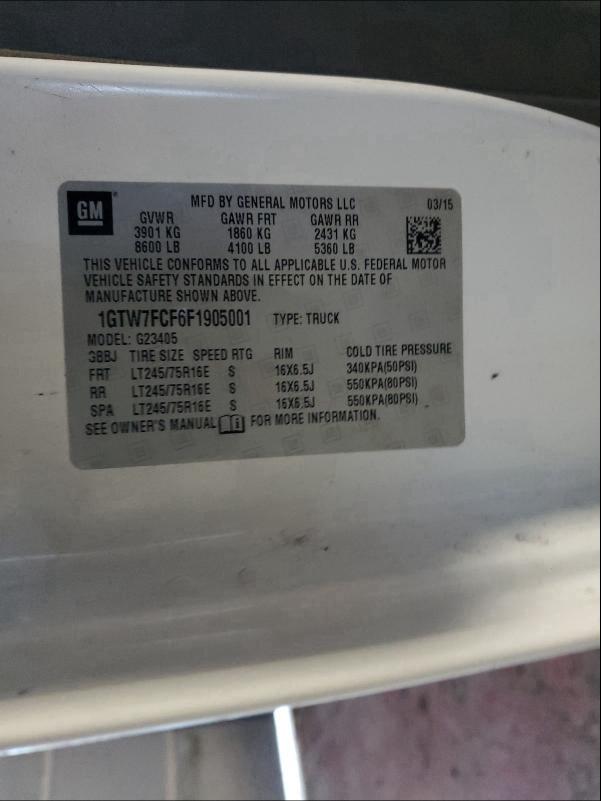 GM®
MFD BY GENERAL MOTORS LLC 03/15
GVWR GAWR FRT GAWR RR
3901 KG 1860 KG 2431 KG
8600 LB 4100 LB 5360 LB
THIS VEHICLE CONFORMS TO ALL APPLICABLE U.S. FEDERAL MOTOR
VEHICLE SAFETY STANDARDS IN EFFECT ON THE DATE OF
MANUFACTURE SHOWN ABOVE.
1GTW7FCF6F1905001 TYPE: TRUCK
MODEL: G23405
3BBJ TIRE SIZE SPEED RTG RIM COLD TIRE PRESSURE
FRT LT245/75R16E S 16X6.5J 340KPA(50PSI)
RR LT245/75R16E S 16X6.5J 550KPA(80PSI)
SPA LT245/75R16E S 16X6.5J 550KPA(80PSI)
SEE OWNER'S MANUAL i FOR MORE INFORMATION.